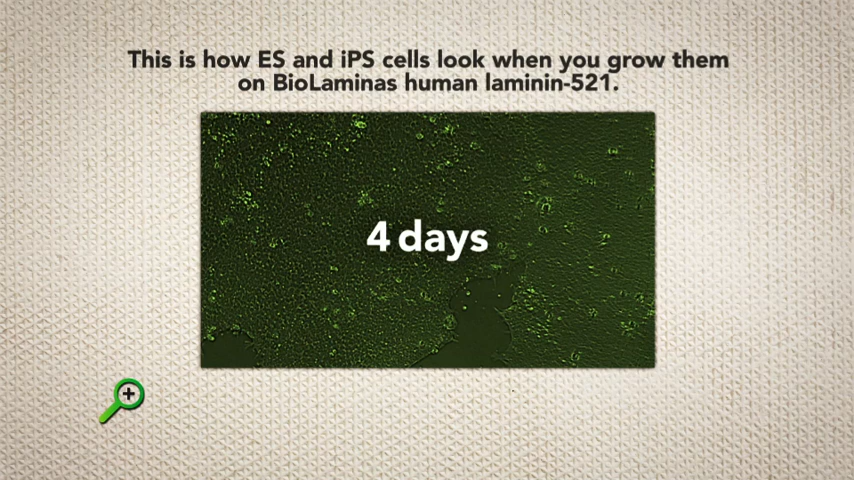 This is how ES and iPS cells look when you grow them
on BioLaminas human laminin-521.
4 days